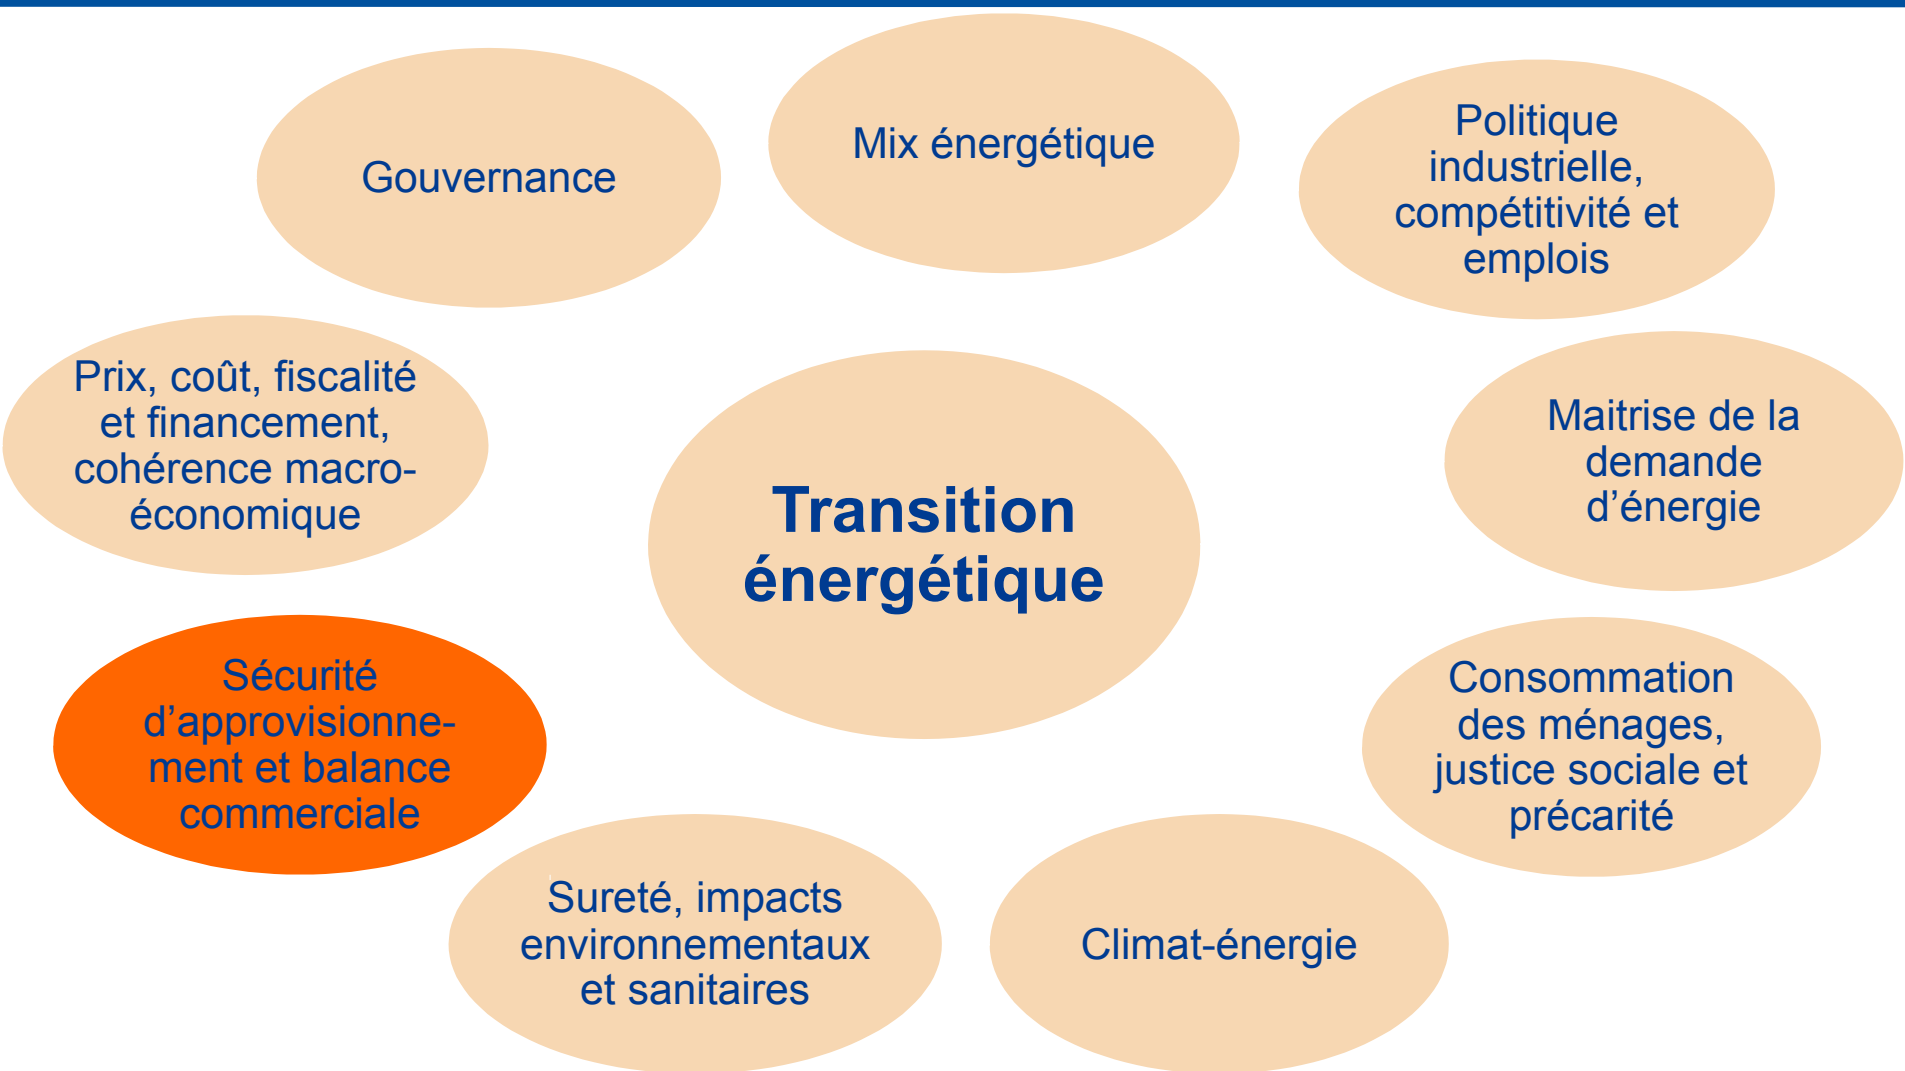 Gouvernance
Mix énergétique
Politique
industrielle,
compétitivité et
emplois
Prix, coût, fiscalité
et financement,
cohérence macro-
économique
Maitrise de la
demande
d’énergie
Transition
énergétique
Sécurité
d’approvisionne-
ment et balance
commerciale
Consommation
des ménages,
justice sociale et
précarité
Sureté, impacts
environnementaux
et sanitaires
Climat-énergie